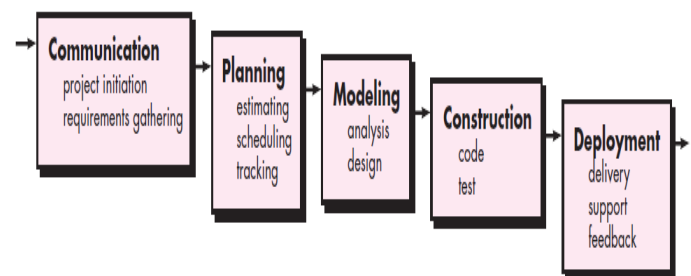 Communication
project initiation
requirements gathering
Planning
estimating
scheduling
tracking
Modeling
analysis
design
Construction
code
test
Deployment
delivery
support
feedback